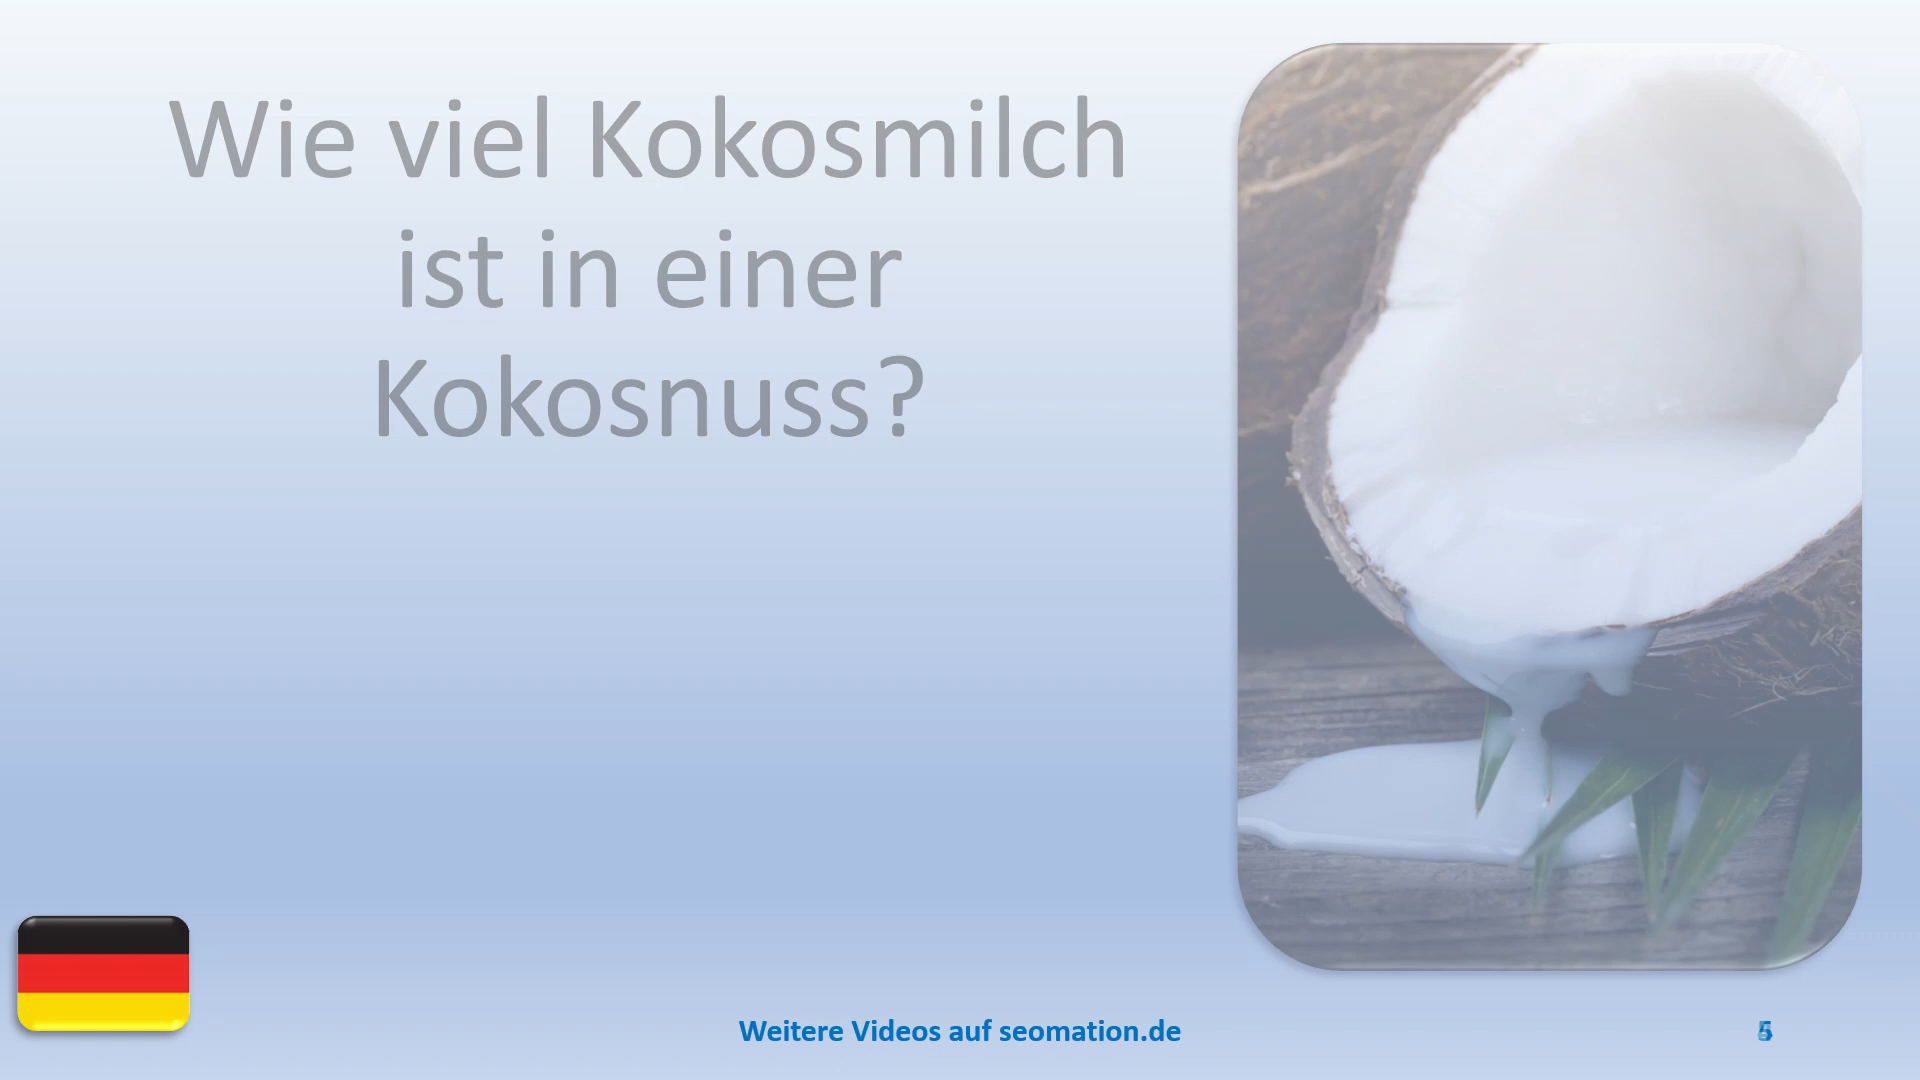 Wie viel Kokosmilch
ist in einer
Kokosnuss?
Weitere Videos auf seomation.de